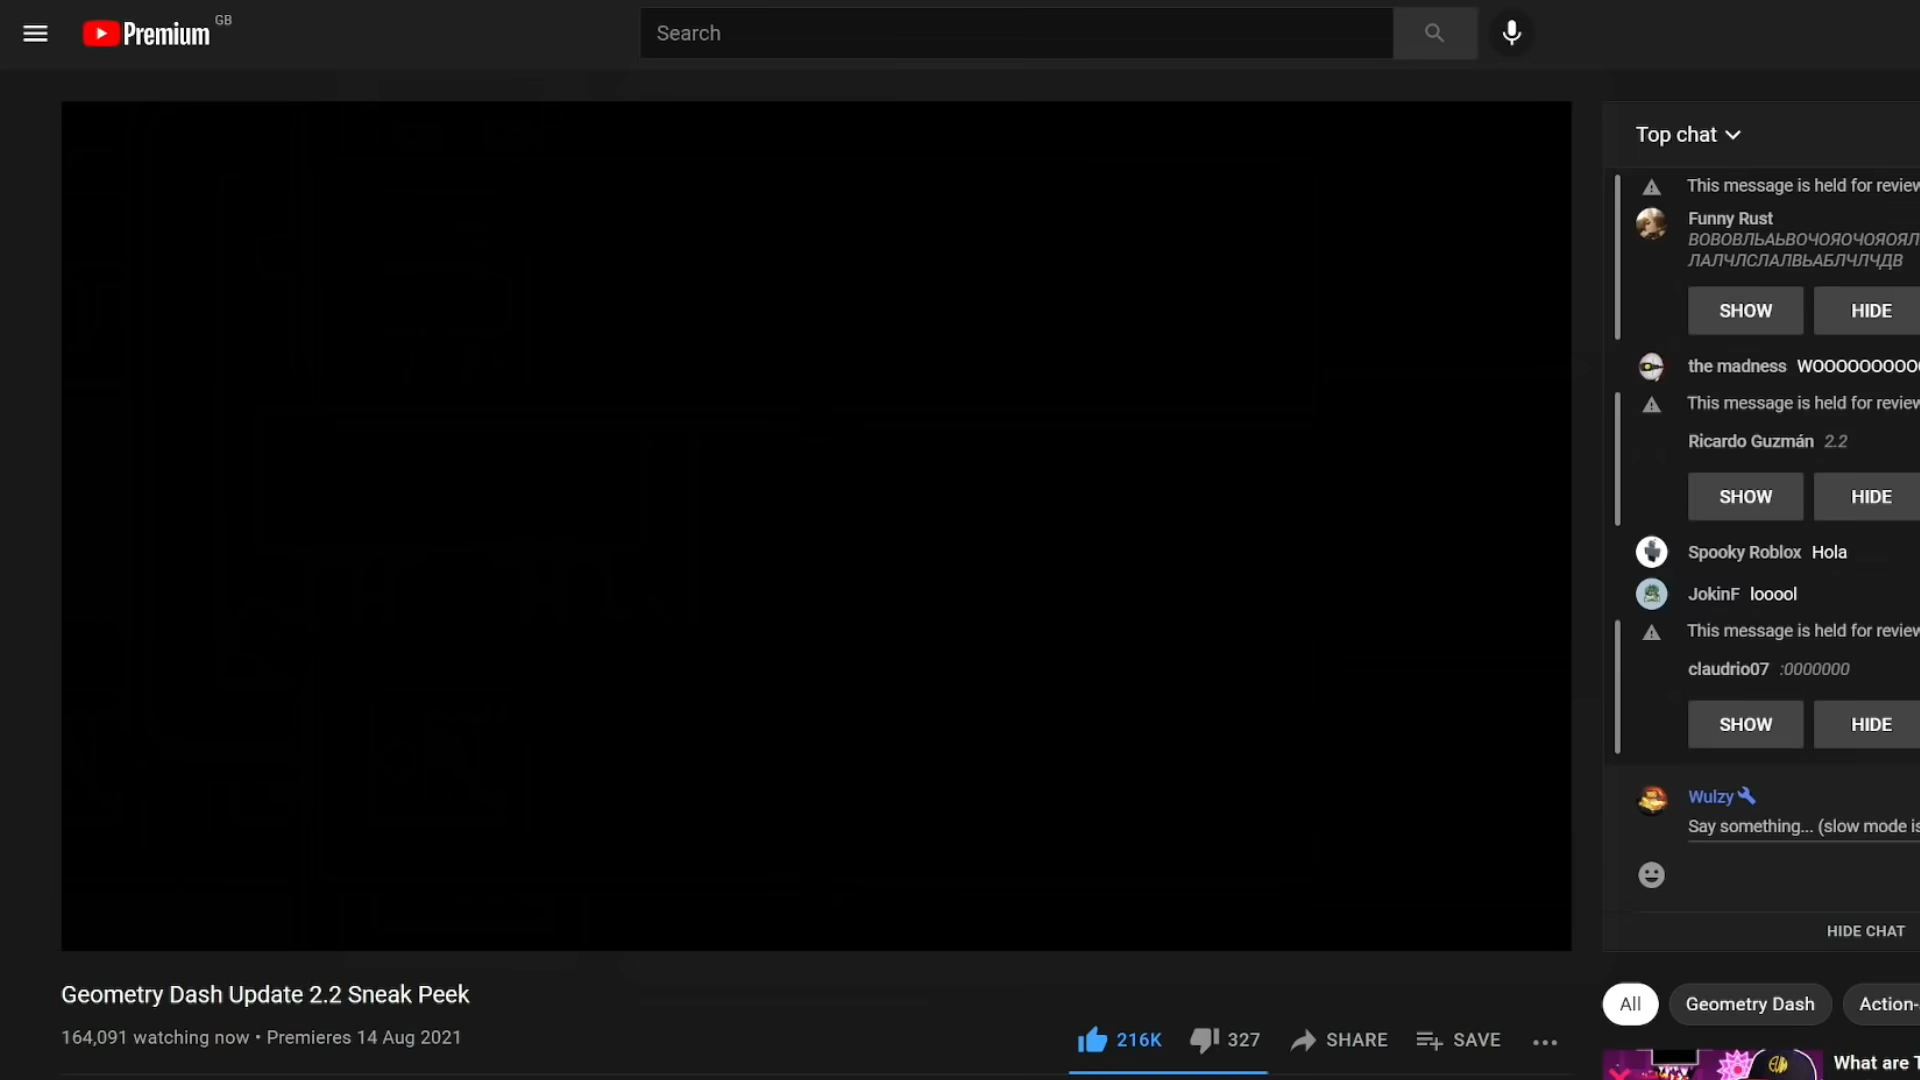 Premium GB
Search
Top chat
This message is held for review
Funny Rust
ВОВОВЛЬАЬВОЧОЯОЧОЯОЯЛ
ЛАЛЧЛСЛАЛВЬАБЛЧЛЧДВ
SHOW HIDE
the madness WOOOOOOOOO
This message is held for review
Ricardo Guzmán 2.2
SHOW HIDE
Spooky Roblox Hola
JokinF looool
This message is held for review
claudrio07 :0000000
SHOW HIDE
Wulzy
Say something... (slow mode is
HIDE CHAT
Geometry Dash Update 2.2 Sneak Peek
164,091 watching now • Premieres 14 Aug 2021
216K 327 SHARE SAVE
All Geometry Dash Action-
What are T